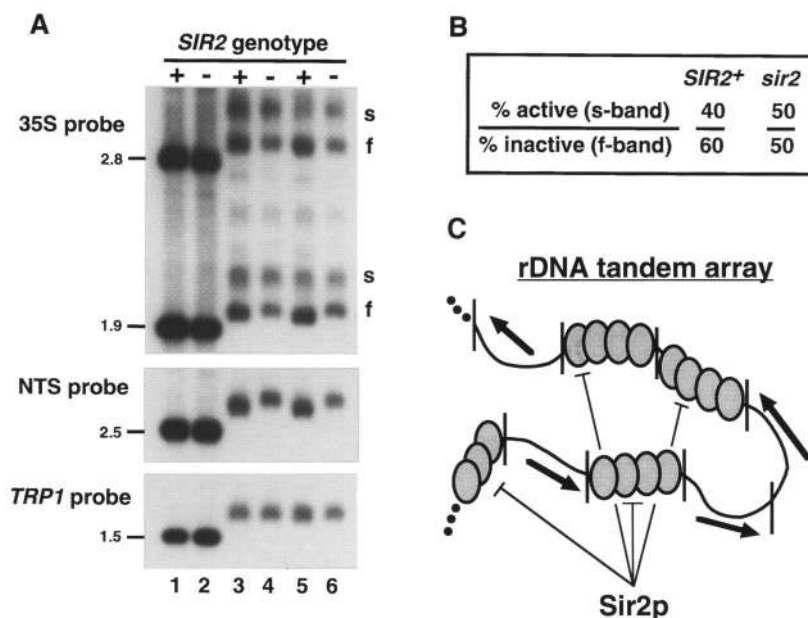 A
SIR2 genotype
+ - + - + -
35S probe
s
f
2.8
s
f
1.9
NTS probe
2.5
TRP1 probe
1.5
1 2 3 4 5 6
B
SIR2+ sir2
% active (s-band) 40 50
% inactive (f-band) 60 50
C
rDNA tandem array
Sir2p